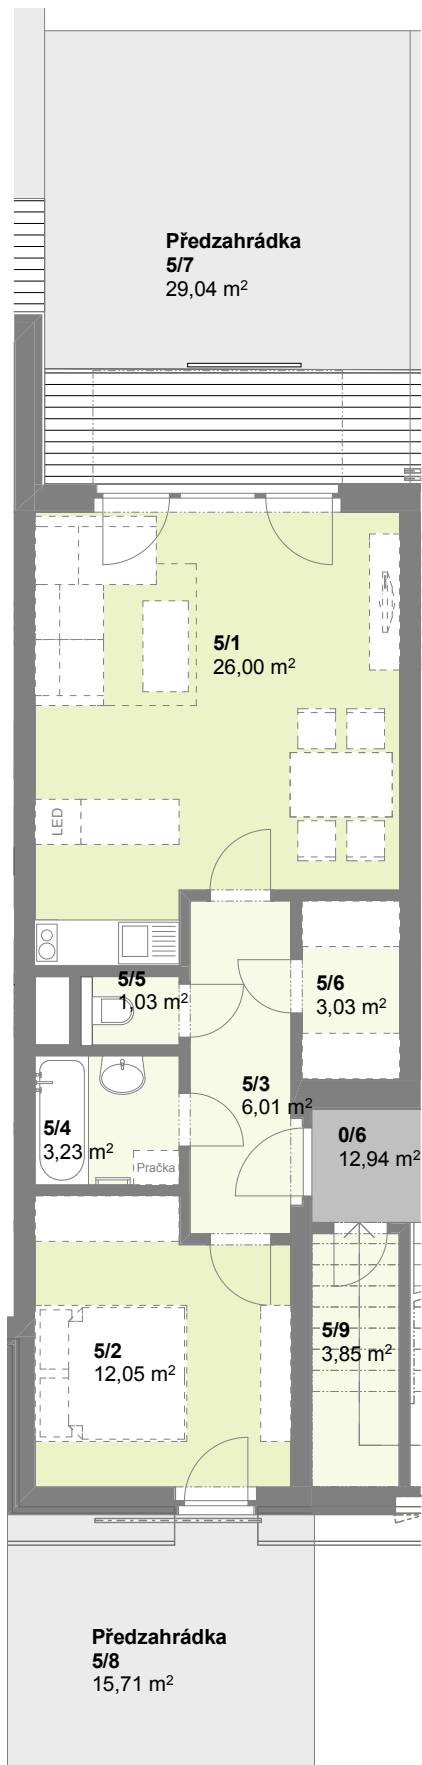 Předzahrádka
5/7
29,04 m²
5/1
26,00 m²
LED
5/5
1,03 m²
5/6
3,03 m²
5/3
6,01 m²
5/4
3,23 m²
Pračka
0/6
12,94 m²
5/2
12,05 m²
5/9
3,85 m²
Předzahrádka
5/8
15,71 m²